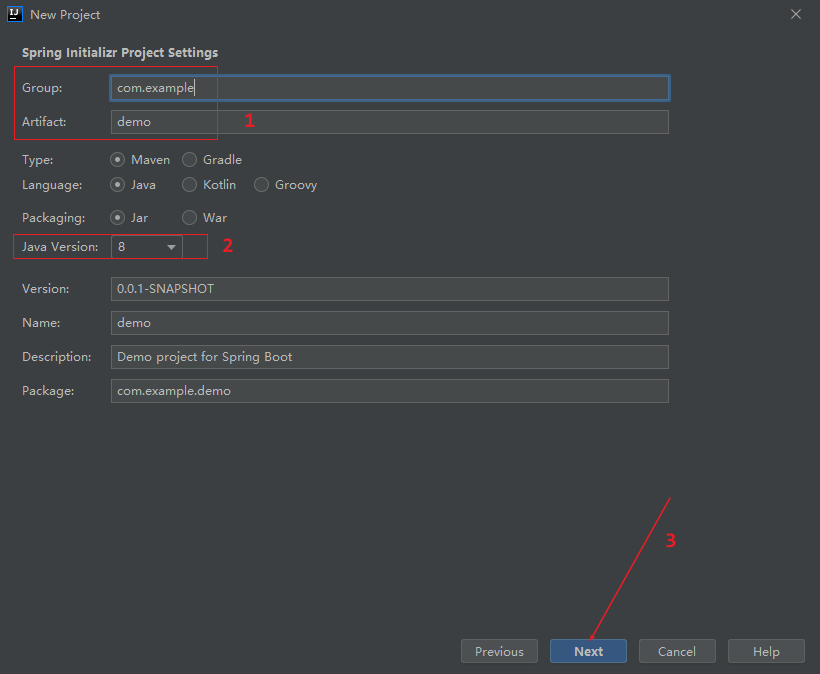 IJ New Project
Spring Initializr Project Settings
Group: com.example
Artifact: demo 1
Type: Maven Gradle
Language: Java Kotlin Groovy
Packaging: Jar War
Java Version: 8 2
Version: 0.0.1-SNAPSHOT
Name: demo
Description: Demo project for Spring Boot
Package: com.example.demo
3
Previous Next Cancel Help